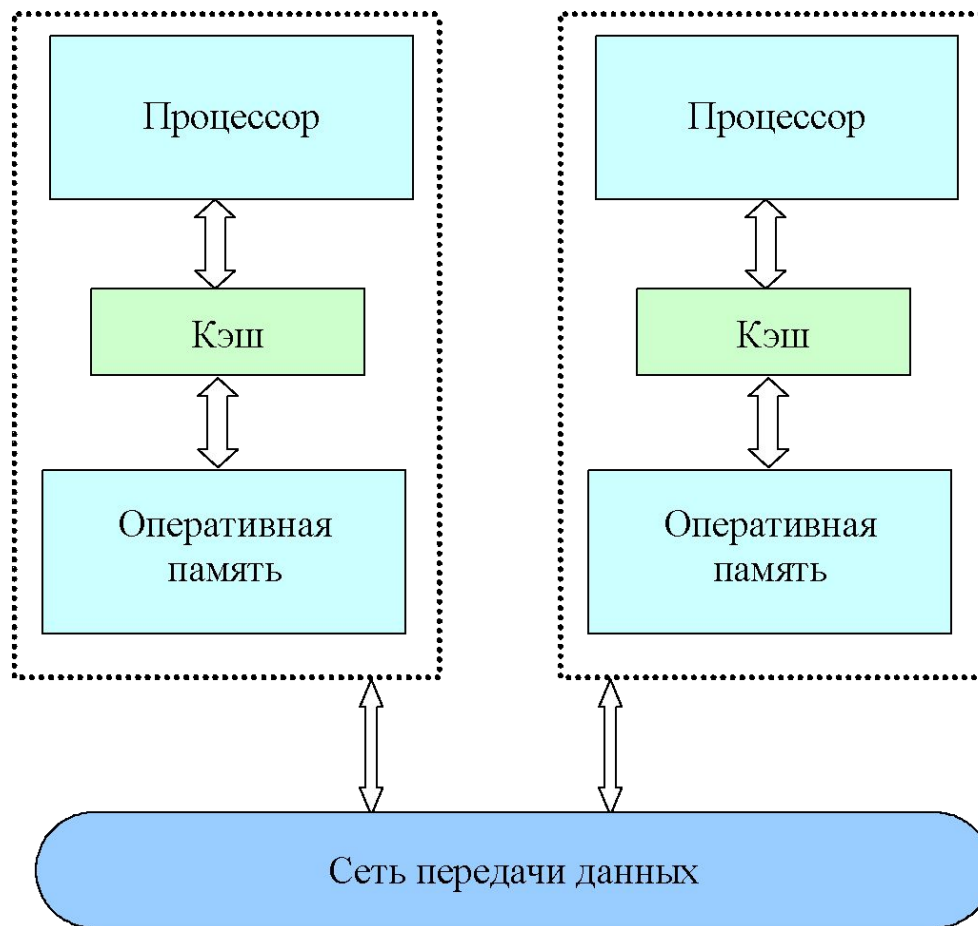 Процессор
Процессор
Кэш
Кэш
Оперативная
память
Оперативная
память
Сеть передачи данных